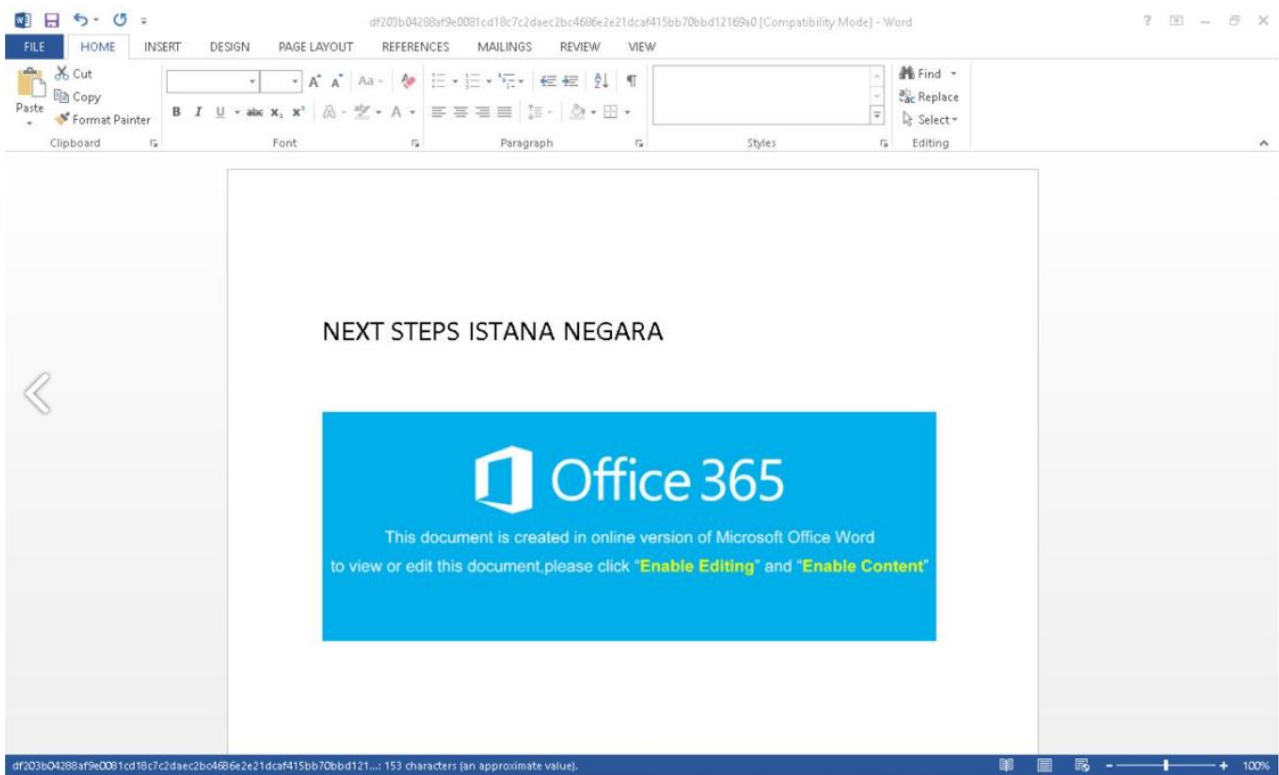 df203b04288af9e0081cd18c7c2daec2bc4686e2e21dcaf415bb70bbd12169a0 [Compatibility Mode] - Word
FILE HOME INSERT DESIGN PAGE LAYOUT REFERENCES MAILINGS REVIEW VIEW
Paste
Cut
Copy
Format Painter
Clipboard
Font
Paragraph
Styles
Find
Replace
Select
Editing
NEXT STEPS ISTANA NEGARA
Office 365
This document is created in online version of Microsoft Office Word
to view or edit this document,please click “Enable Editing” and “Enable Content”
df203b04288af9e0081cd18c7c2daec2bc4686e2e21dcaf415bb70bbd121...: 153 characters (an approximate value).
100%